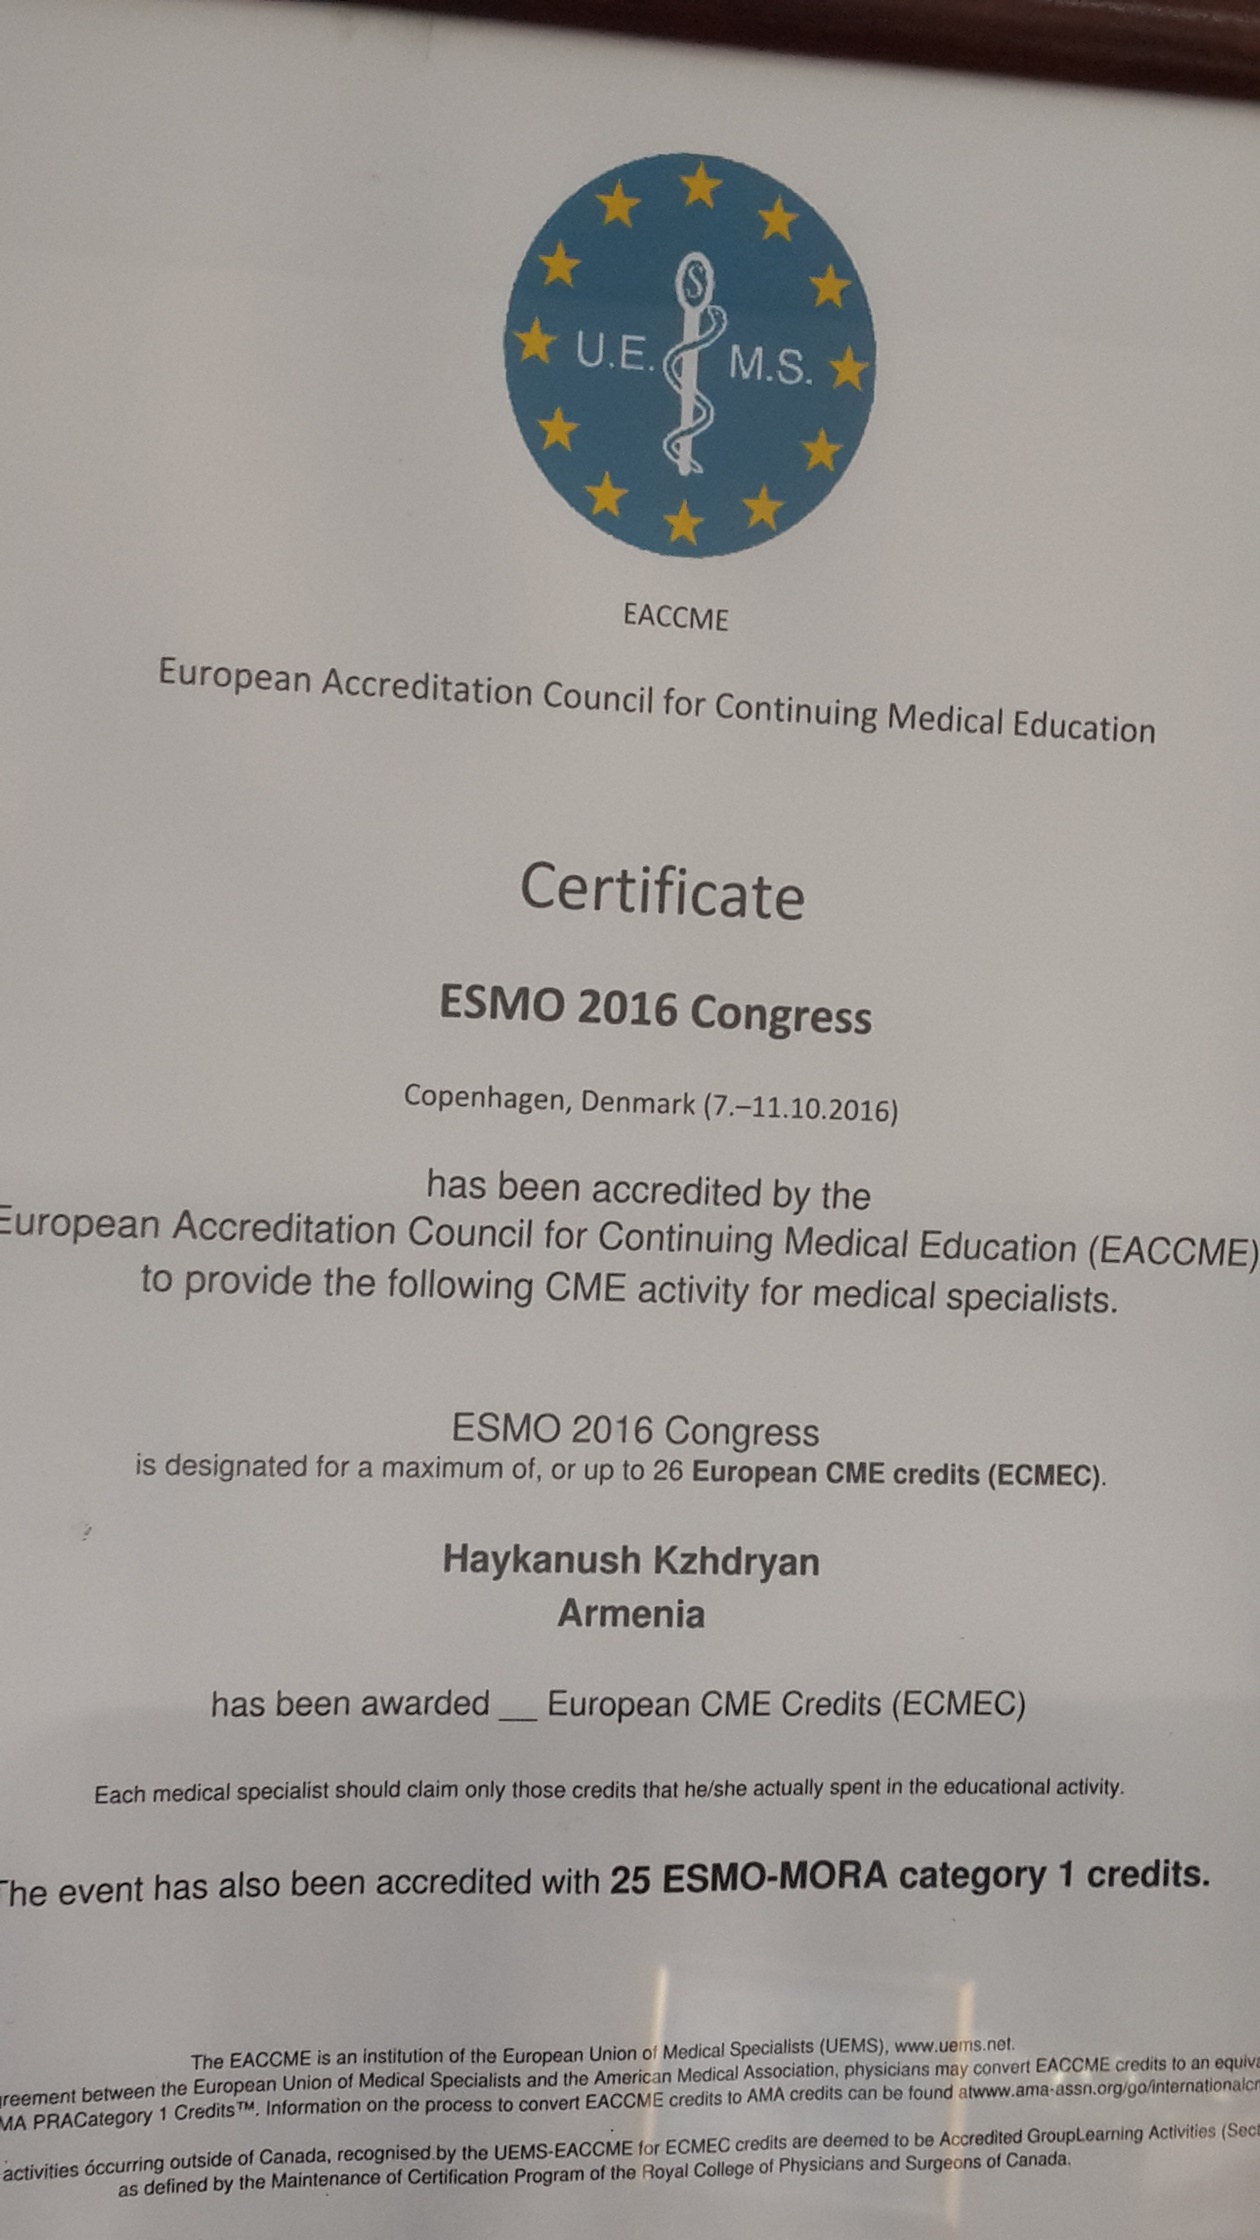 S
U.E. M.S.
EACCME
European Accreditation Council for Continuing Medical Education
Certificate
ESMO 2016 Congress
Copenhagen, Denmark (7.–11.10.2016)
has been accredited by the
European Accreditation Council for Continuing Medical Education (EACCME)
to provide the following CME activity for medical specialists.
ESMO 2016 Congress
is designated for a maximum of, or up to 26 European CME credits (ECMEC).
Haykanush Kzhdryan
Armenia
has been awarded __ European CME Credits (ECMEC)
Each medical specialist should claim only those credits that he/she actually spent in the educational activity.
The event has also been accredited with 25 ESMO-MORA category 1 credits.
The EACCME is an institution of the European Union of Medical Specialists (UEMS), www.uems.net.
between the European Union of Medical Specialists and the American Medical Association, physicians may convert EACCME credits to an
PRACategory 1 Credits™. Information on the process to convert EACCME credits to AMA credits can be found atwww.ama-assn.org/go/internationalcr
activities óccurring outside of Canada, recognised.by the UEMS-EACCME for ECMEC credits are deemed to be Accredited GroupLearning Activities (Sect
as defined by the Maintenance of Certification Program of the Royal College of Physicians and Surgeons of Canada.